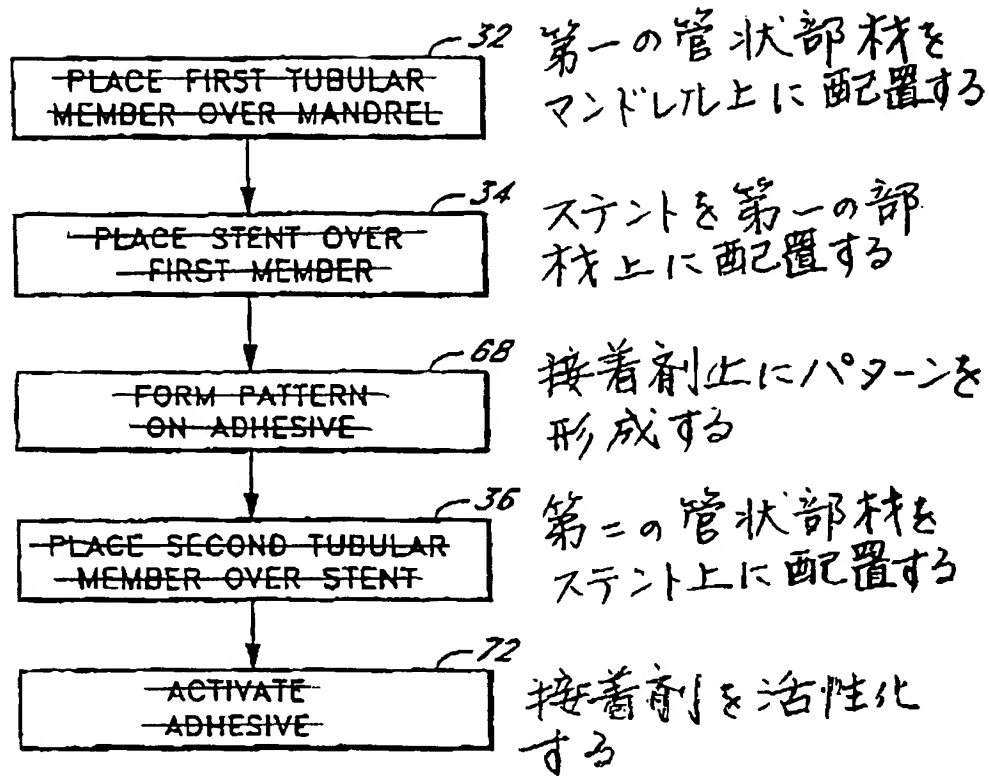 32
PLACE FIRST TUBULAR
MEMBER OVER MANDREL
第一の管状部材を
マンドレル上に配置する
34
PLACE STENT OVER
FIRST MEMBER
ステントを第一の部
材上に配置する
68
FORM PATTERN
ON ADHESIVE
接着剤上にパターンを
形成する
36
PLACE SECOND TUBULAR
MEMBER OVER STENT
第二の管状部材を
ステント上に配置する
72
ACTIVATE
ADHESIVE
接着剤を活性化
する